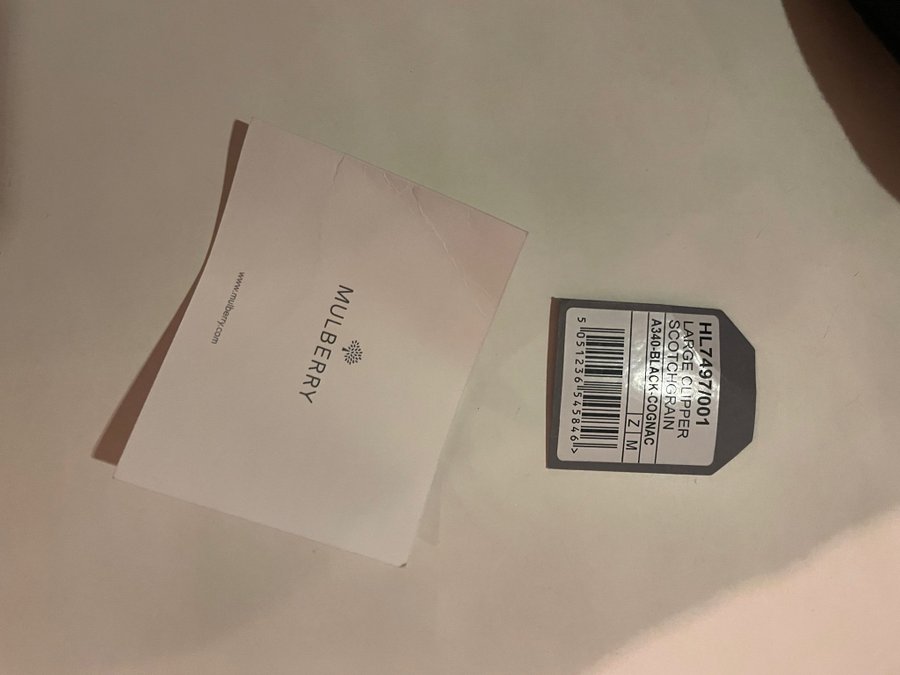 MULBERRY
www.mulberry.com
HL7497/001
LARGE CLIPPER
SCOTCHGRAIN
A340-BLACK-COGNAC
Z M
5 051236 545846 >